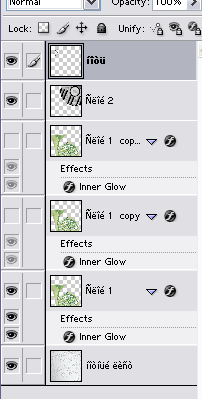 Normal Opacity: 100%
Lock: Unify:
íîòû
Ñëîé 2
Ñëîé 1 cop...
Effects
Inner Glow
Ñëîé 1 copy
Effects
Inner Glow
Ñëîé 1
Effects
Inner Glow